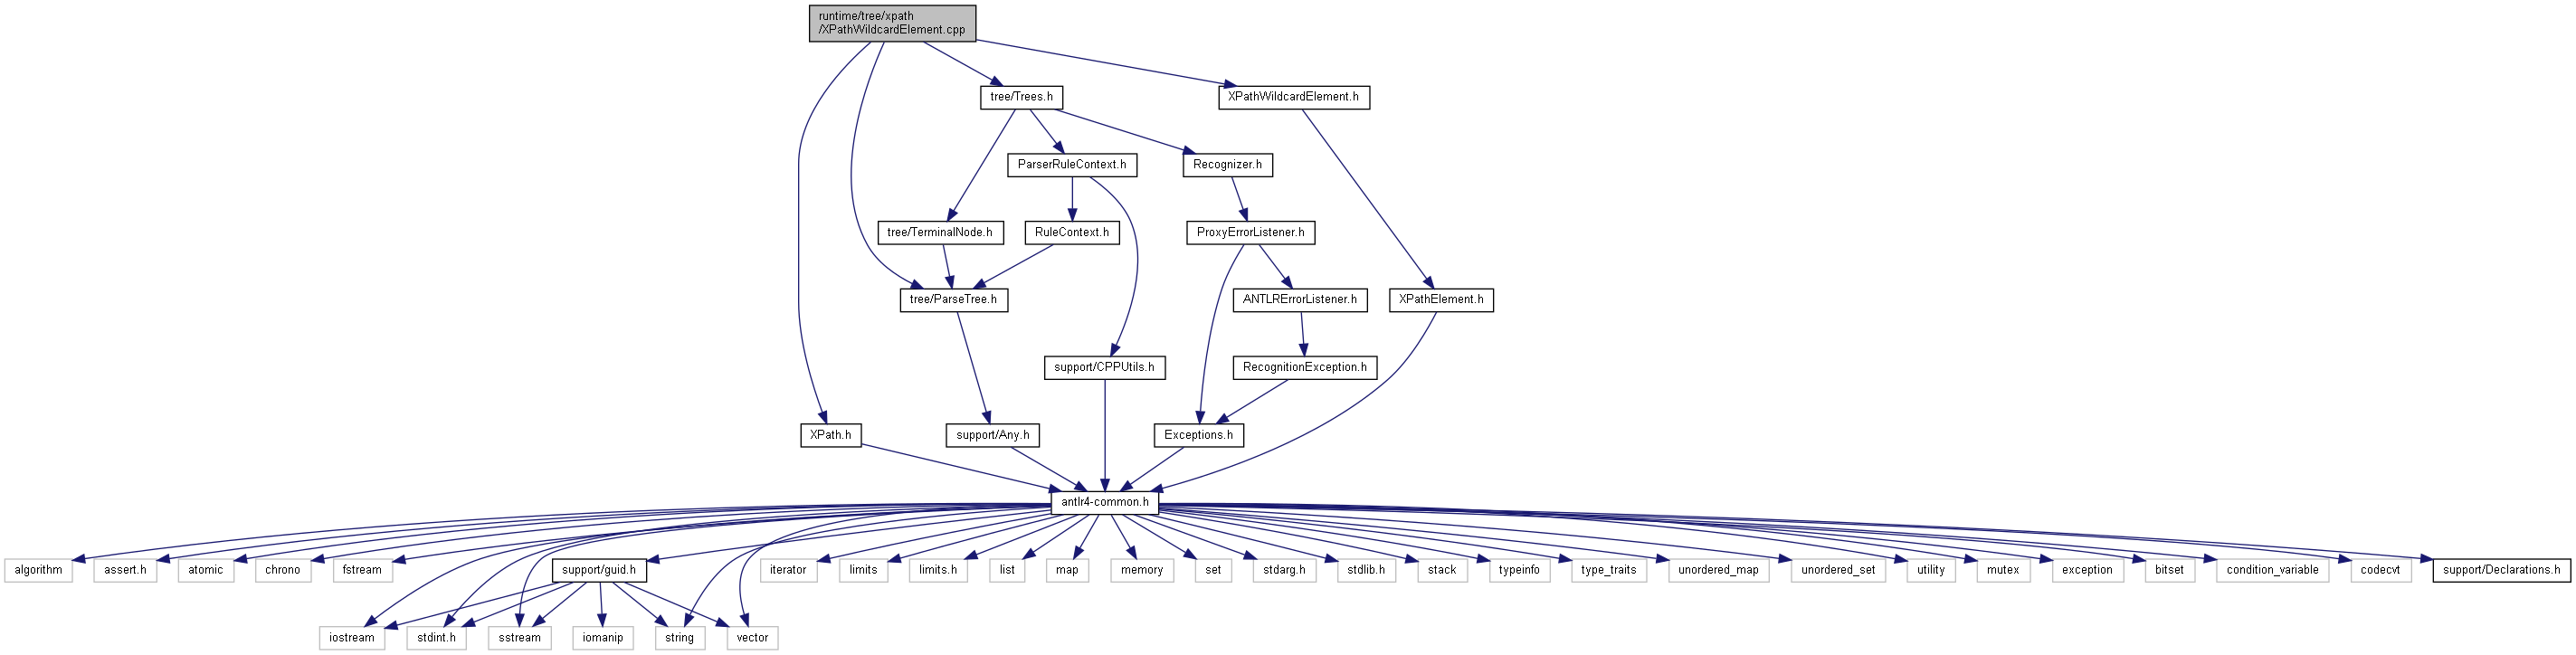 runtime/tree/xpath
/XPathWildcardElement.cpp
tree/Trees.h
XPathWildcardElement.h
ParserRuleContext.h
Recognizer.h
tree/TerminalNode.h
RuleContext.h
ProxyErrorListener.h
tree/ParseTree.h
ANTLRErrorListener.h
XPathElement.h
support/CPPUtils.h
RecognitionException.h
XPath.h
support/Any.h
Exceptions.h
antlr4-common.h
algorithm
assert.h
atomic
chrono
fstream
support/guid.h
iterator
limits
limits.h
list
map
memory
set
stdarg.h
stdlib.h
stack
typeinfo
type_traits
unordered_map
unordered_set
utility
mutex
exception
bitset
condition_variable
codecvt
support/Declarations.h
iostream
stdint.h
sstream
iomanip
string
vector